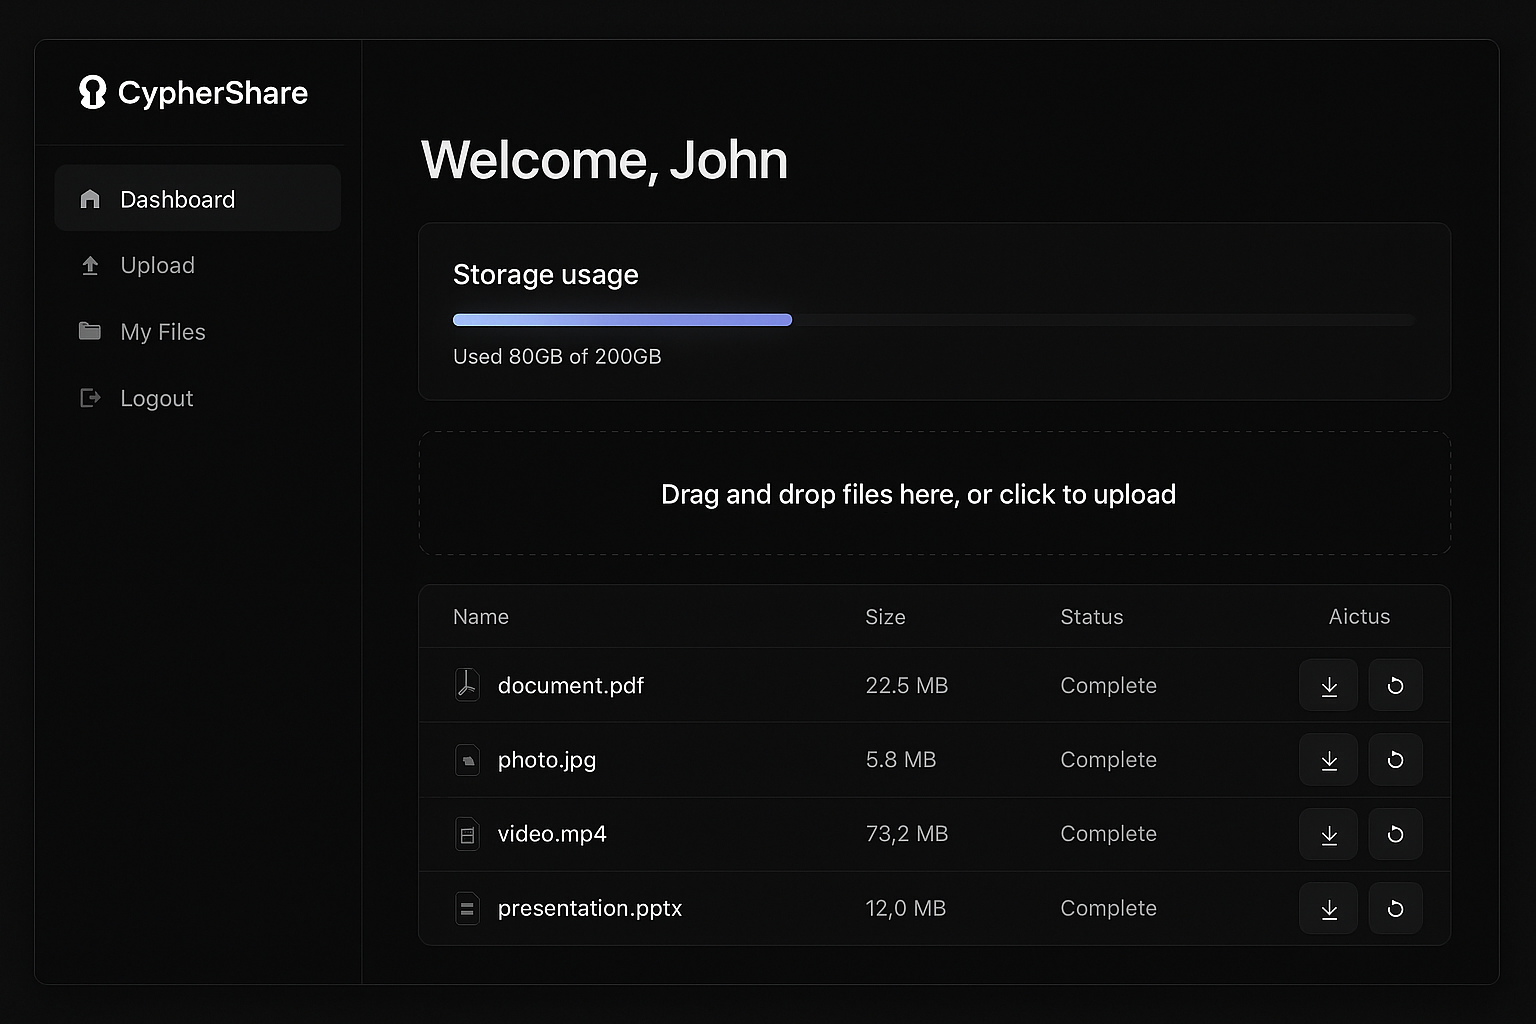 CypherShare
Dashboard
Upload
My Files
Logout
Welcome, John
Storage usage
Used 80GB of 200GB
Drag and drop files here, or click to upload
Name Size Status Aictus
document.pdf 22.5 MB Complete
photo.jpg 5.8 MB Complete
video.mp4 73,2 MB Complete
presentation.pptx 12,0 MB Complete